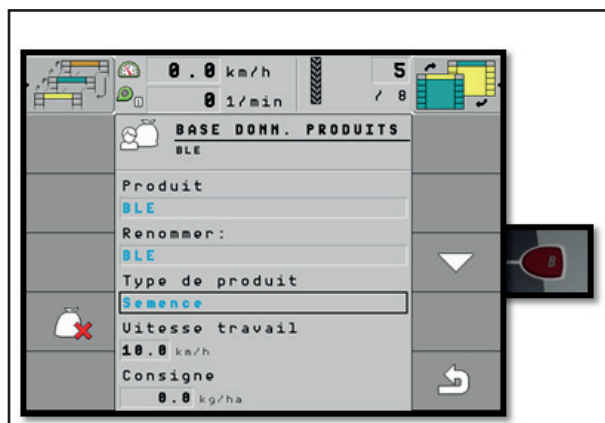 0.0 km/h
5
0 1/min
/ 8
1
BASE DONN. PRODUITS
BLE
Produit
BLE
Renommer:
BLE
Type de produit
Semence
Vitesse travail
10.0 km/h
Consigne
0.0 kg/ha
B